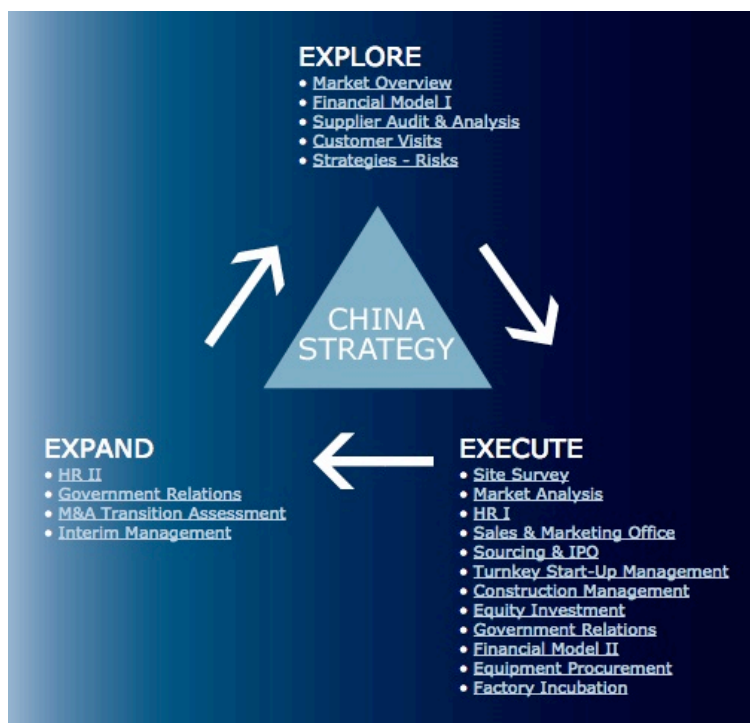 EXPLORE
• Market Overview
• Financial Model I
• Supplier Audit & Analysis
• Customer Visits
• Strategies - Risks
CHINA
STRATEGY
EXPAND
• HR II
• Government Relations
• M&A Transition Assessment
• Interim Management
EXECUTE
• Site Survey
• Market Analysis
• HR I
• Sales & Marketing Office
• Sourcing & IPO
• Turnkey Start-Up Management
• Construction Management
• Equity Investment
• Government Relations
• Financial Model II
• Equipment Procurement
• Factory Incubation